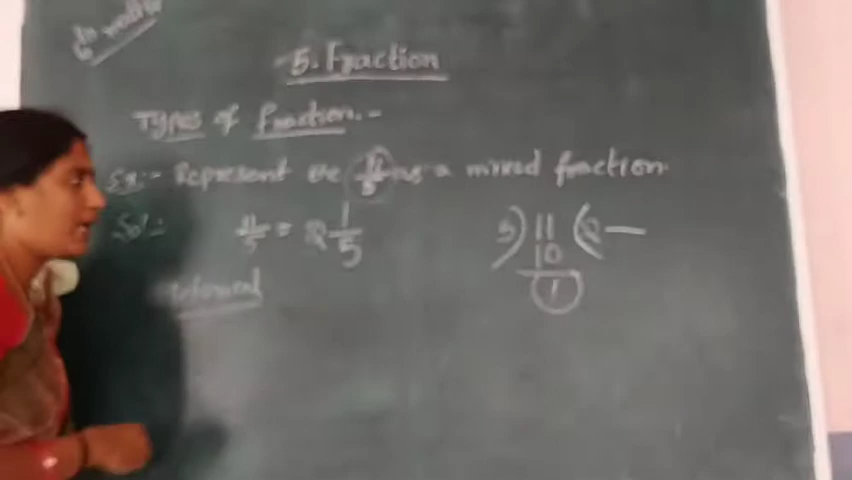 5. Fraction
Types of fraction.-
Ex:- Represent 11/5 as a mixed fraction.
Sol:- 11/5 = 2 1/5
5) 11 (2 —
10
1